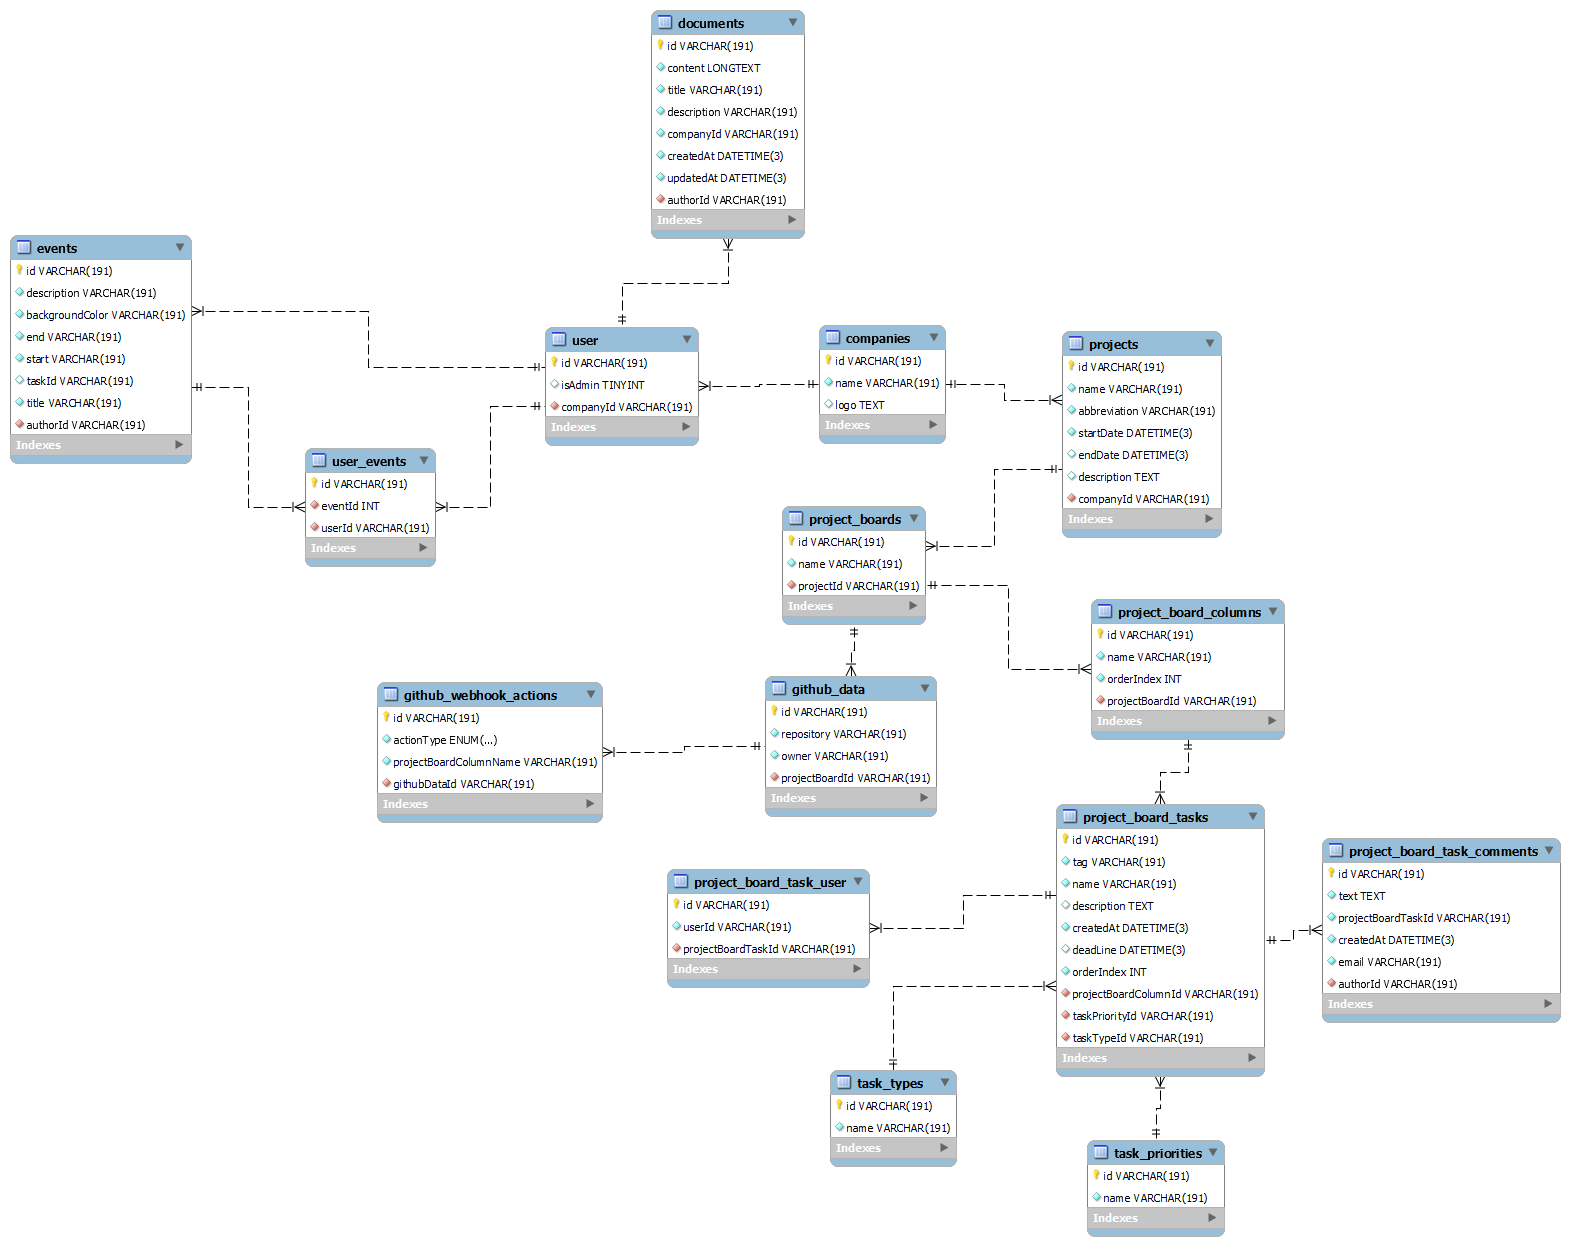 documents
id VARCHAR(191)
content LONGTEXT
title VARCHAR(191)
description VARCHAR(191)
companyId VARCHAR(191)
createdAt DATETIME(3)
updatedAt DATETIME(3)
authorId VARCHAR(191)
Indexes
events
id VARCHAR(191)
description VARCHAR(191)
backgroundColor VARCHAR(191)
end VARCHAR(191)
start VARCHAR(191)
taskId VARCHAR(191)
title VARCHAR(191)
authorId VARCHAR(191)
Indexes
user
id VARCHAR(191)
isAdmin TINYINT
companyId VARCHAR(191)
Indexes
companies
id VARCHAR(191)
name VARCHAR(191)
logo TEXT
Indexes
projects
id VARCHAR(191)
name VARCHAR(191)
abbreviation VARCHAR(191)
startDate DATETIME(3)
endDate DATETIME(3)
description TEXT
companyId VARCHAR(191)
Indexes
user_events
id VARCHAR(191)
eventId INT
userId VARCHAR(191)
Indexes
project_boards
id VARCHAR(191)
name VARCHAR(191)
projectId VARCHAR(191)
Indexes
project_board_columns
id VARCHAR(191)
name VARCHAR(191)
orderIndex INT
projectBoardId VARCHAR(191)
Indexes
github_webhook_actions
id VARCHAR(191)
actionType ENUM(...)
projectBoardColumnName VARCHAR(191)
githubDataId VARCHAR(191)
Indexes
github_data
id VARCHAR(191)
repository VARCHAR(191)
owner VARCHAR(191)
projectBoardId VARCHAR(191)
Indexes
project_board_tasks
id VARCHAR(191)
tag VARCHAR(191)
name VARCHAR(191)
description TEXT
createdAt DATETIME(3)
deadLine DATETIME(3)
orderIndex INT
projectBoardColumnId VARCHAR(191)
taskPriorityId VARCHAR(191)
taskTypeId VARCHAR(191)
Indexes
project_board_task_comments
id VARCHAR(191)
text TEXT
projectBoardTaskId VARCHAR(191)
createdAt DATETIME(3)
email VARCHAR(191)
authorId VARCHAR(191)
Indexes
project_board_task_user
id VARCHAR(191)
userId VARCHAR(191)
projectBoardTaskId VARCHAR(191)
Indexes
task_types
id VARCHAR(191)
name VARCHAR(191)
Indexes
task_priorities
id VARCHAR(191)
name VARCHAR(191)
Indexes